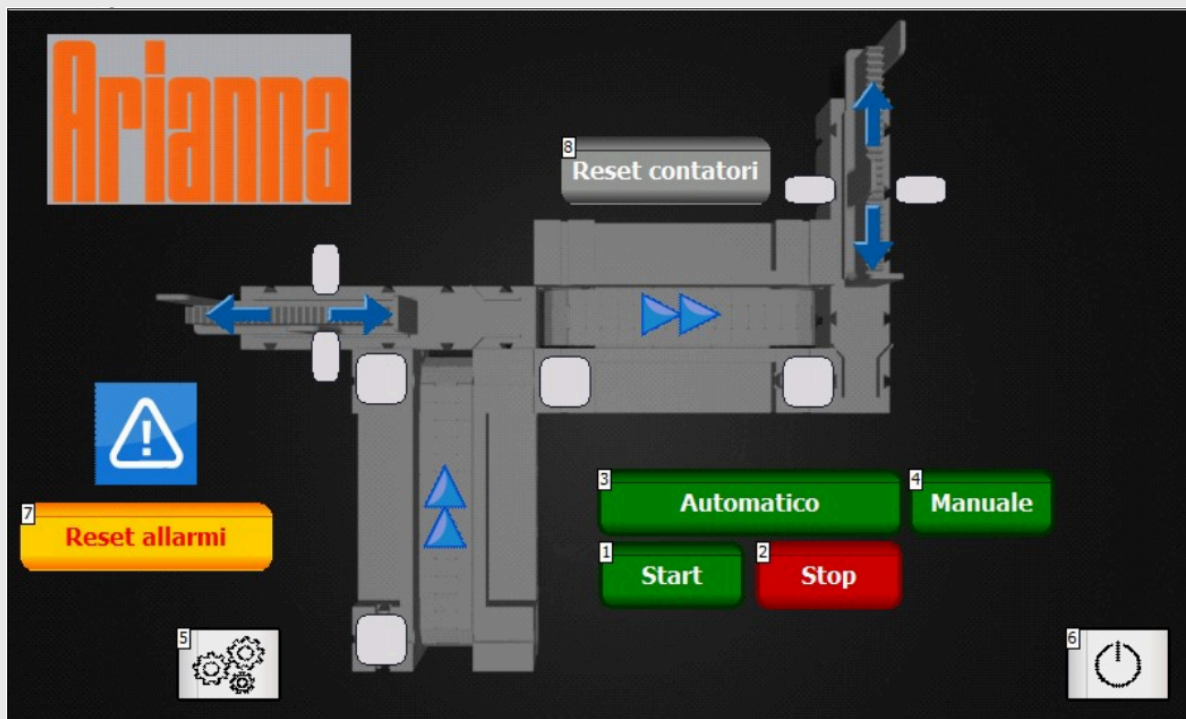 Arianna
8
Reset contatori
3
Automatico
4
Manuale
7
Reset allarmi
1
Start
2
Stop
5
6